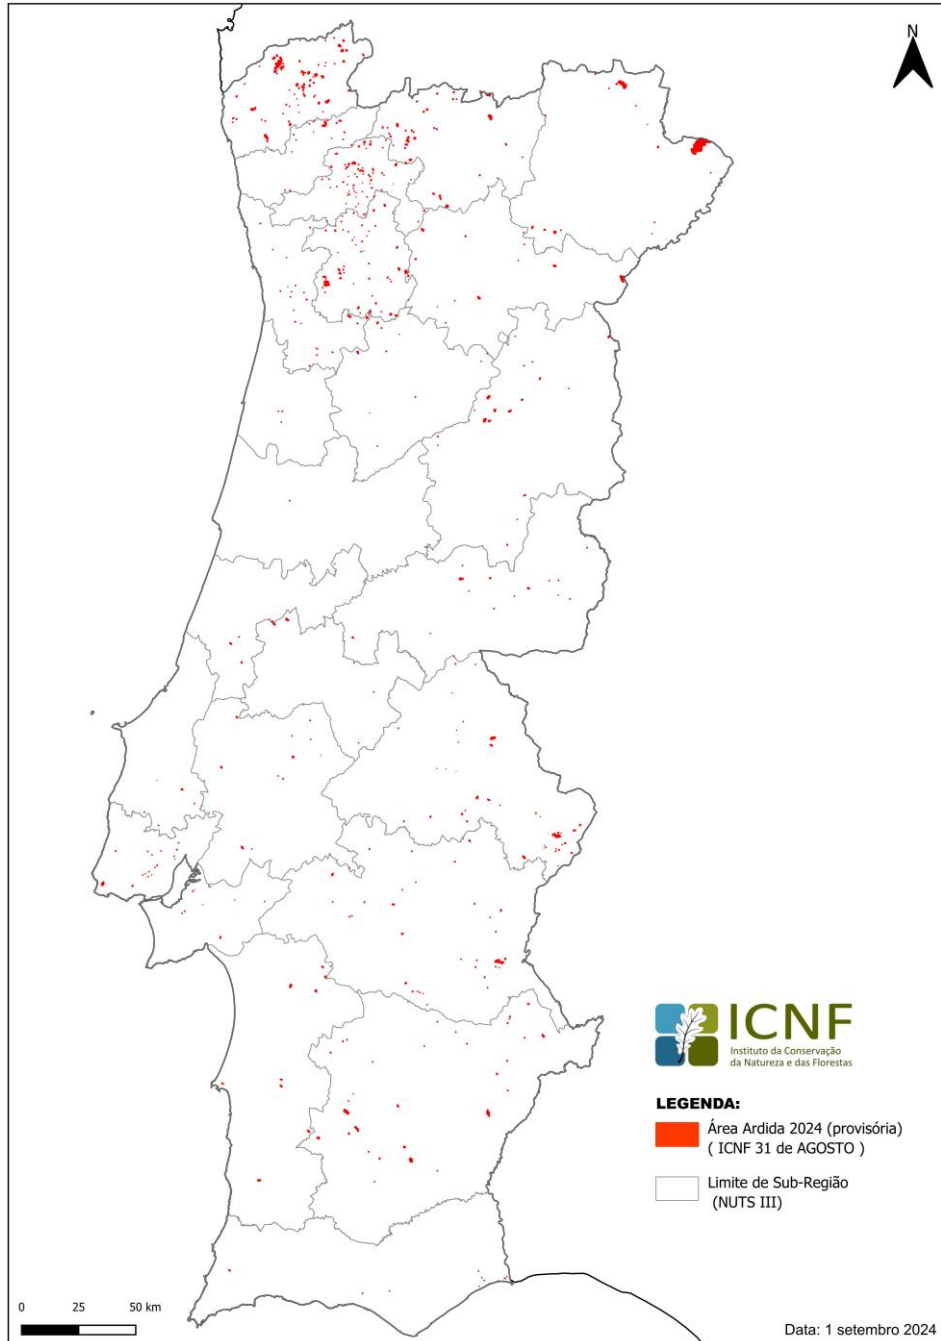 N
ICNF
Instituto da Conservação
da Natureza e das Florestas
LEGENDA:
Área Ardida 2024 (provisória)
( ICNF 31 de AGOSTO )
Limite de Sub-Região
(NUTS III)
0 25 50 km
Data: 1 setembro 2024